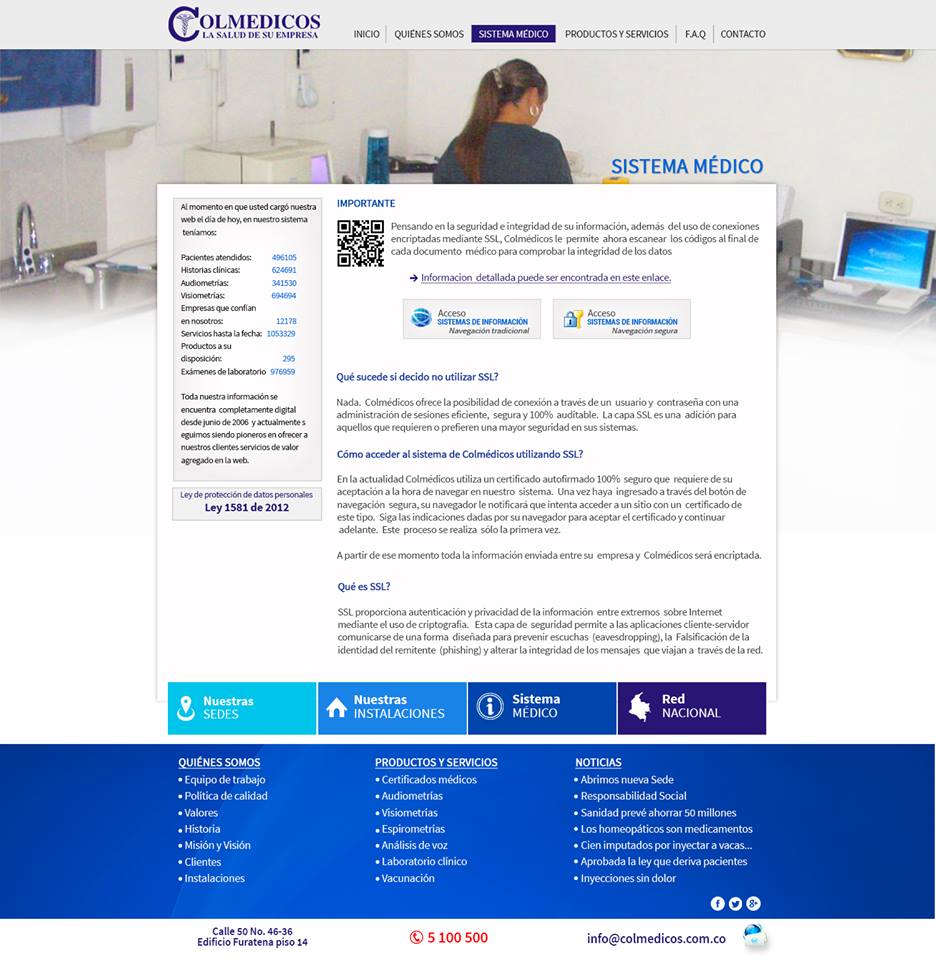 COLMEDICOS
LA SALUD DE SU EMPRESA
INICIO
QUIÉNES SOMOS
SISTEMA MÉDICO
PRODUCTOS Y SERVICIOS
F.A.Q
CONTACTO
SISTEMA MÉDICO
Al momento en que usted cargó nuestra
web el día de hoy, en nuestro sistema
teníamos:
Pacientes atendidos: 496105
Historias clínicas: 624691
Audiometrías: 341530
Visiometrías: 694694
Empresas que confían
en nosotros: 12178
Servicios hasta la fecha: 1053329
Productos a su
disposición: 295
Exámenes de laboratorio 976959
Toda nuestra información se
encuentra completamente digital
desde junio de 2006 y actualmente s
eguimos siendo pioneros en ofrecer a
nuestros clientes servicios de valor
agregado en la web.
Ley de protección de datos personales
Ley 1581 de 2012
IMPORTANTE
Pensando en la seguridad e integridad de su información, además del uso de conexiones
encriptadas mediante SSL, Colmédicos le permite ahora escanear los códigos al final de
cada documento médico para comprobar la integridad de los datos
Informacion detallada puede ser encontrada en este enlace.
Acceso
SISTEMAS DE INFORMACIÓN
Navegación tradicional
Acceso
SISTEMAS DE INFORMACIÓN
Navegación segura
Qué sucede si decido no utilizar SSL?
Nada. Colmédicos ofrece la posibilidad de conexión a través de un usuario y contraseña con una
administración de sesiones eficiente, segura y 100% auditable. La capa SSL es una adición para
aquellos que requieren o prefieren una mayor seguridad en sus sistemas.
Cómo acceder al sistema de Colmédicos utilizando SSL?
En la actualidad Colmédicos utiliza un certificado autofirmado 100% seguro que requiere de su
aceptación a la hora de navegar en nuestro sistema. Una vez haya ingresado a través del botón de
navegación segura, su navegador le notificará que intenta acceder a un sitio con un certificado de
este tipo. Siga las indicaciones dadas por su navegador para aceptar el certificado y continuar
adelante. Este proceso se realiza sólo la primera vez.
A partir de ese momento toda la información enviada entre su empresa y Colmédicos será encriptada.
Qué es SSL?
SSL proporciona autenticación y privacidad de la información entre extremos sobre Internet
mediante el uso de criptografía. Esta capa de seguridad permite a las aplicaciones cliente-servidor
comunicarse de una forma diseñada para prevenir escuchas (eavesdropping), la Falsificación de la
identidad del remitente (phishing) y alterar la integridad de los mensajes que viajan a través de la red.
Nuestras
SEDES
Nuestras
INSTALACIONES
Sistema
MÉDICO
Red
NACIONAL
QUIÉNES SOMOS
• Equipo de trabajo
• Política de calidad
• Valores
• Historia
• Misión y Visión
• Clientes
• Instalaciones
PRODUCTOS Y SERVICIOS
• Certificados médicos
• Audiometrías
• Visiometrías
• Espirometrías
• Análisis de voz
• Laboratorio clínico
• Vacunación
NOTICIAS
• Abrimos nueva Sede
• Responsabilidad Social
• Sanidad prevé ahorrar 50 millones
• Los homeopáticos son medicamentos
• Cien imputados por inyectar a vacas...
• Aprobada la ley que deriva pacientes
• Inyecciones sin dolor
Calle 50 No. 46-36
Edificio Furatena piso 14
5 100 500
info@colmedicos.com.co